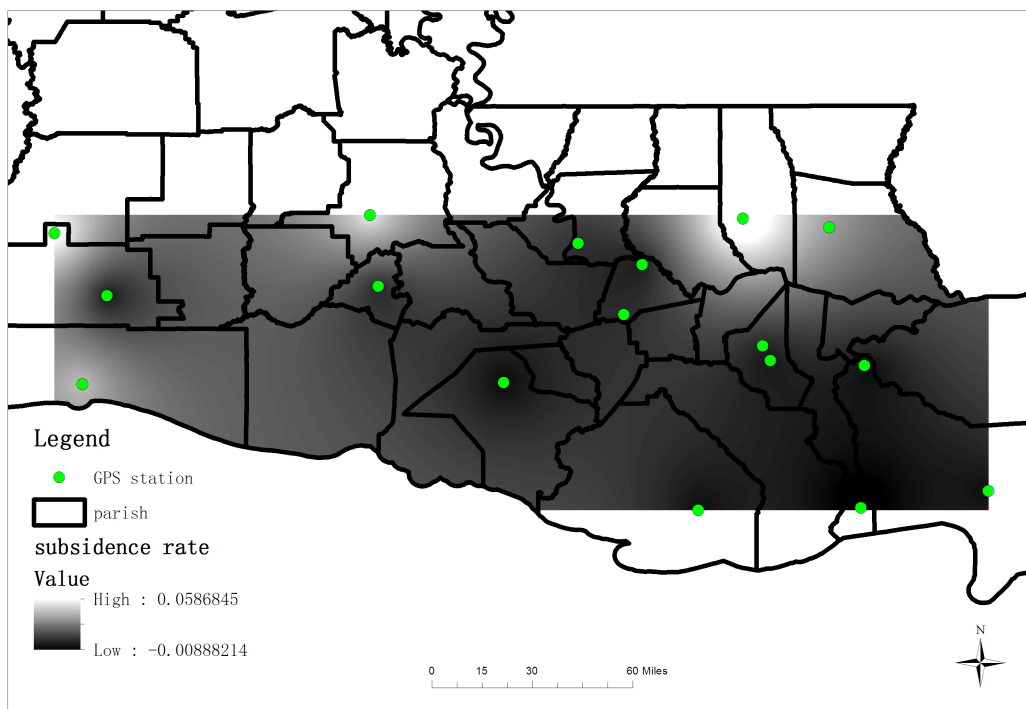 Legend
GPS station
parish
subsidence rate
Value
High : 0.0586845
Low : -0.00888214
0 15 30 60 Miles
N